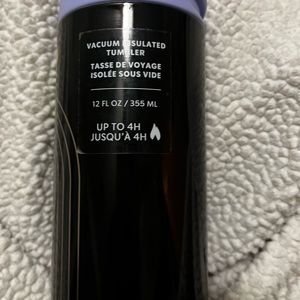 VACUUM INSULATED
TUMBLER
TASSE DE VOYAGE
ISOLÉE SOUS VIDE
12 FL OZ / 355 ML
UP TO 4H
JUSQU'À 4H